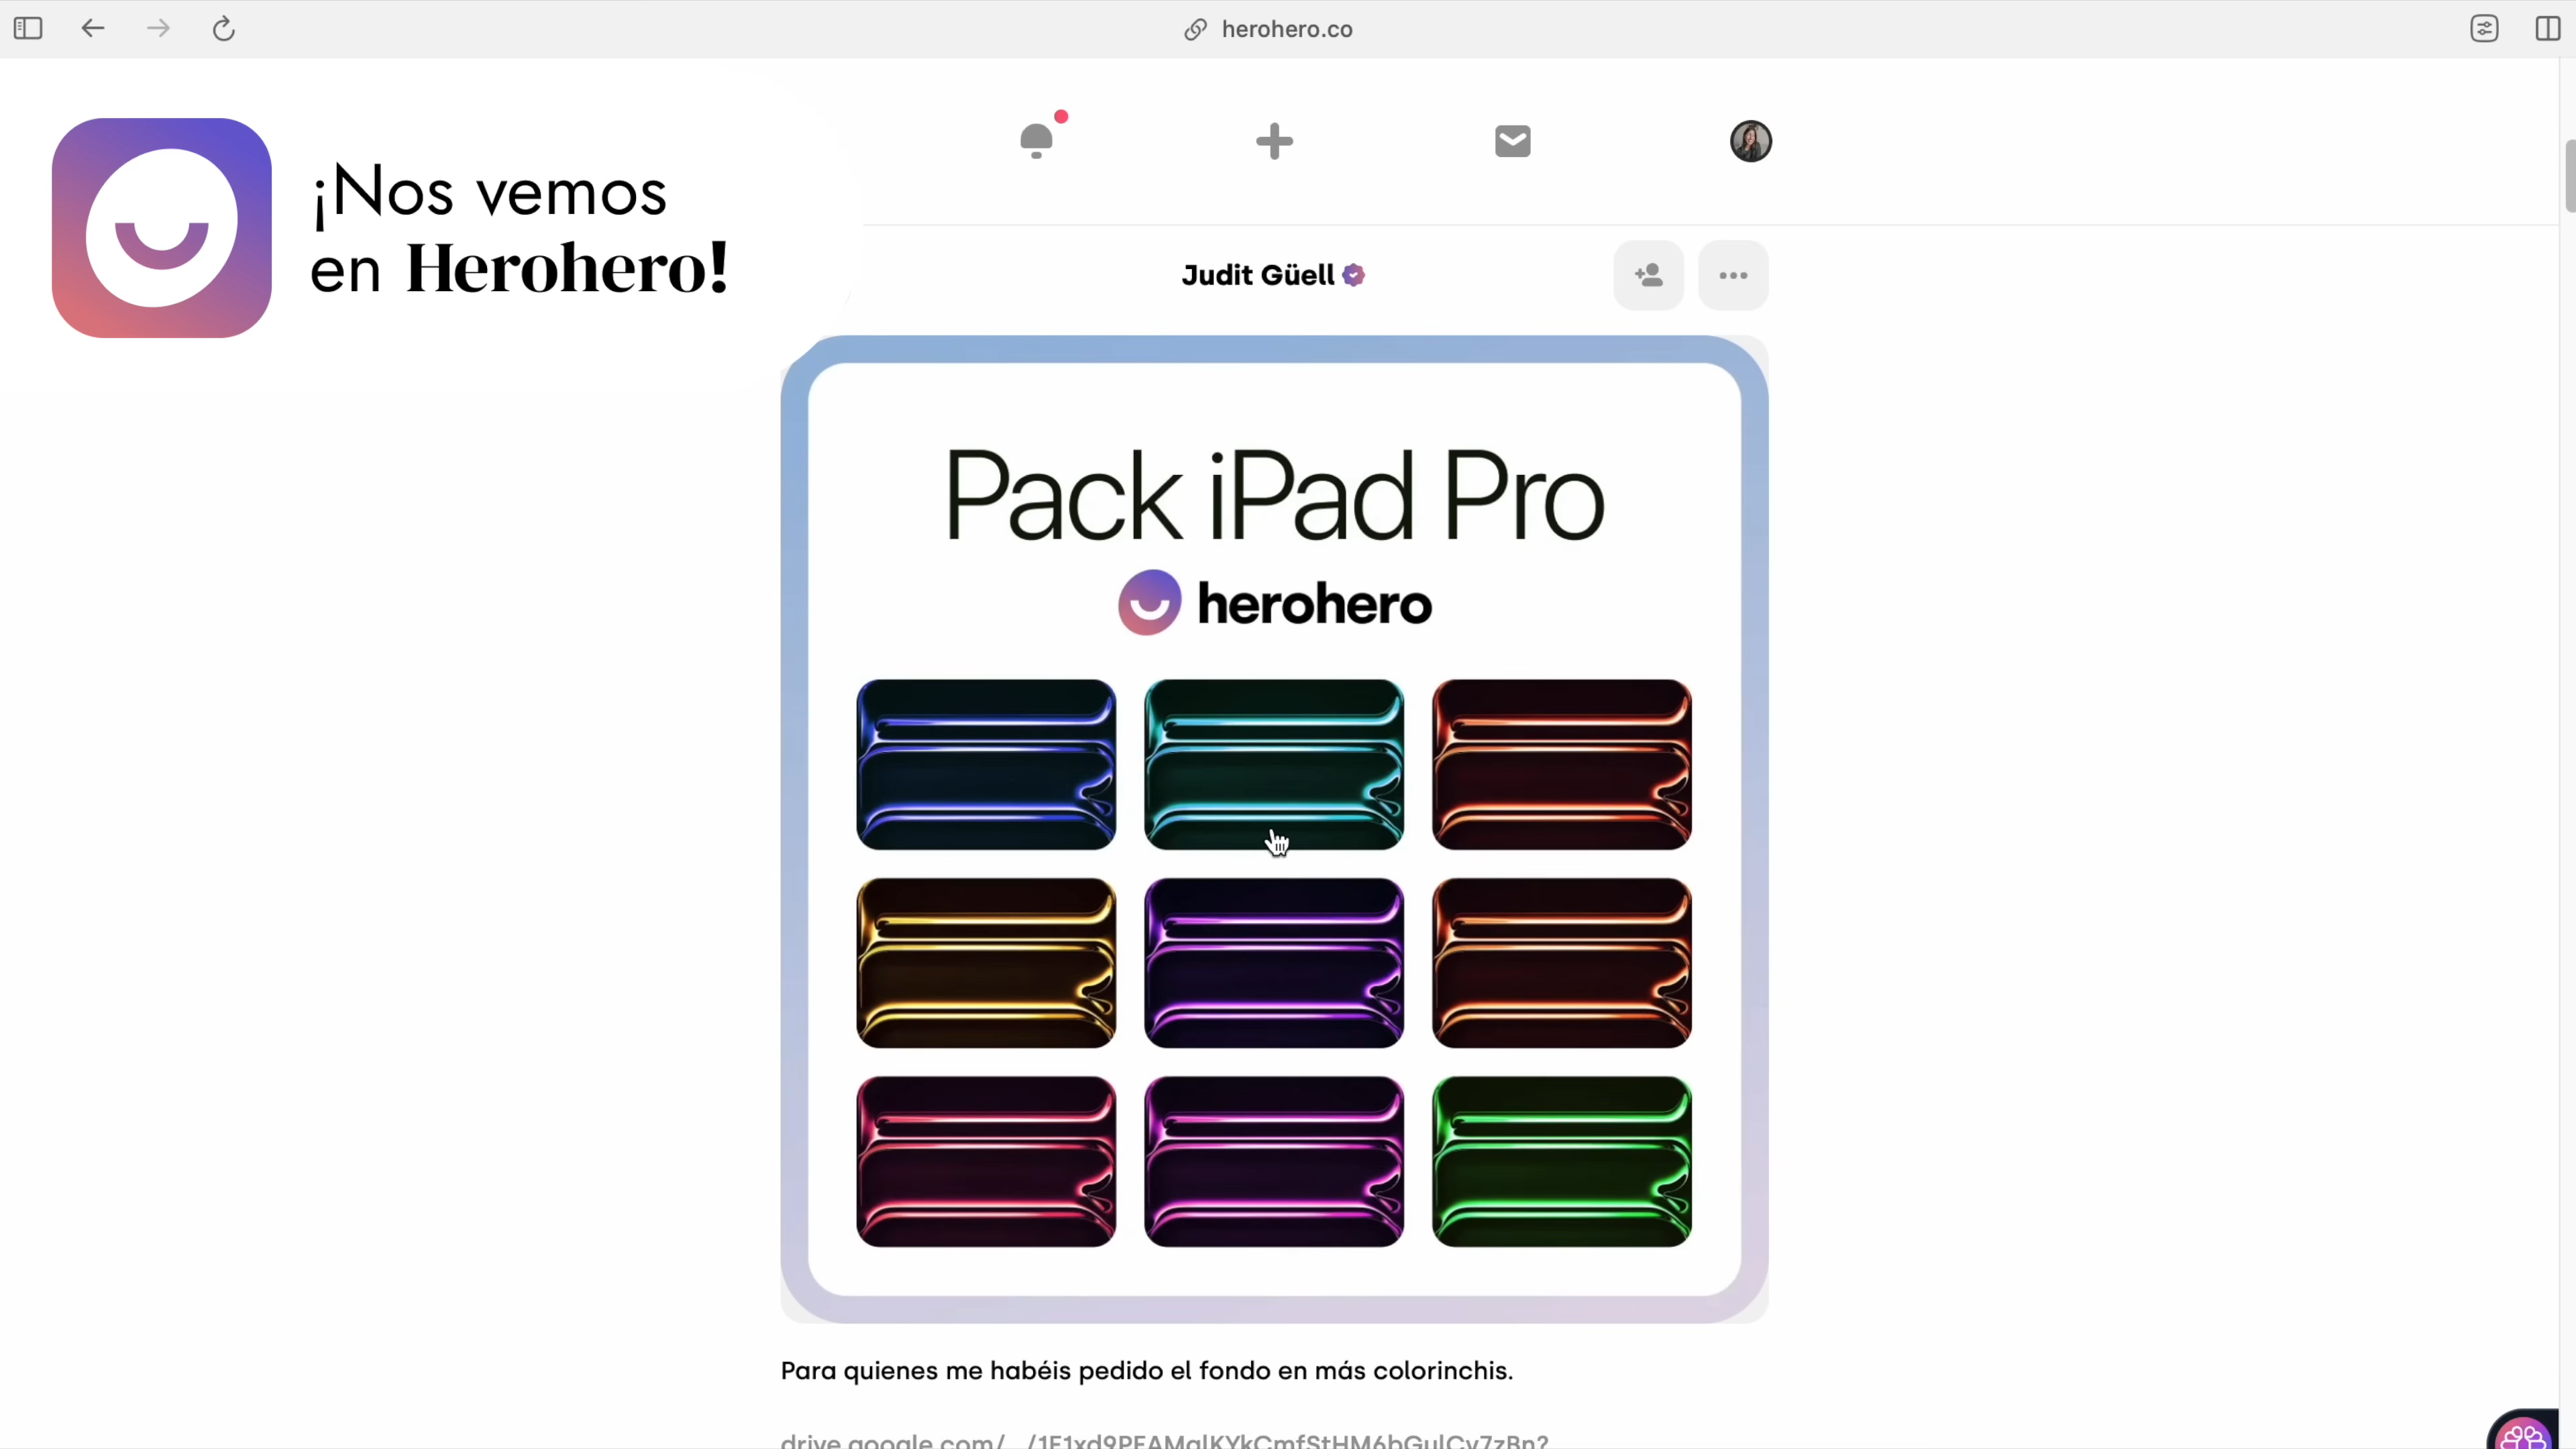 herohero.co
¡Nos vemos
en Herohero!
Judit Güell
Pack iPad Pro
herohero
Para quienes me habéis pedido el fondo en más colorinchis.